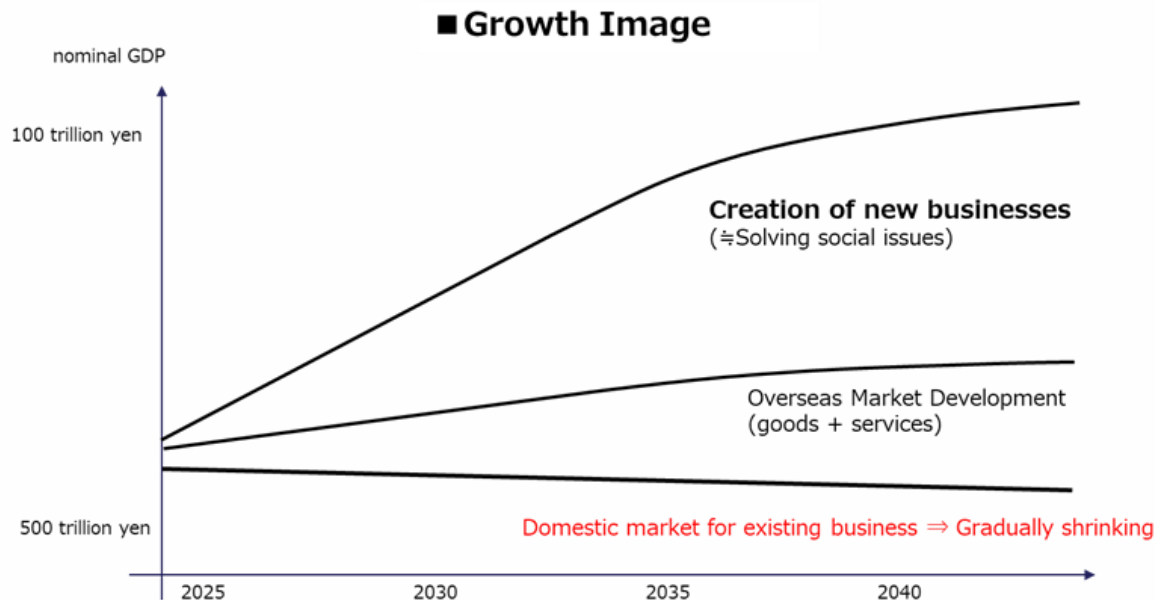 ■Growth Image
nominal GDP
100 trillion yen
Creation of new businesses
(≒Solving social issues)
Overseas Market Development
(goods + services)
500 trillion yen
Domestic market for existing business ⇒ Gradually shrinking
2025 2030 2035 2040